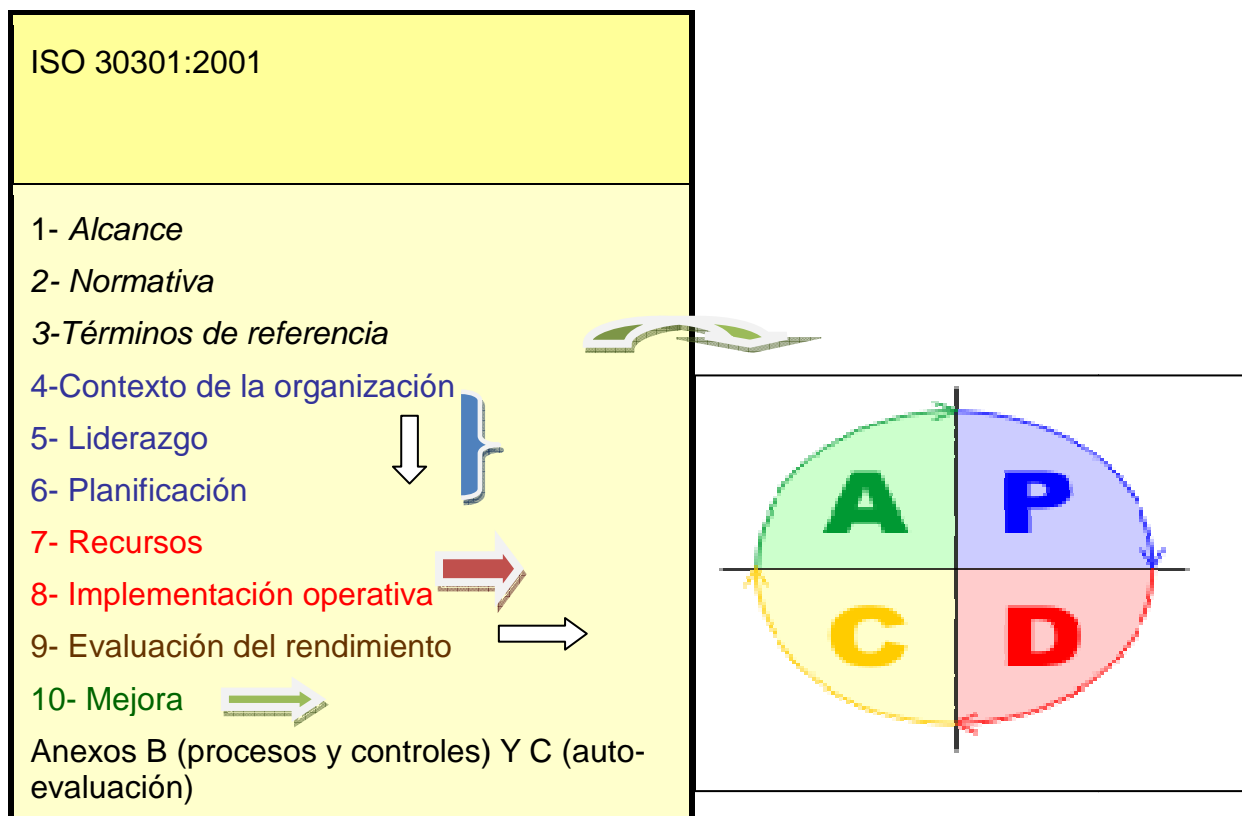 ISO 30301:2001
1- Alcance
2- Normativa
3-Términos de referencia
4-Contexto de la organización
5- Liderazgo
6- Planificación
7- Recursos
8- Implementación operativa
9- Evaluación del rendimiento
10- Mejora
Anexos B (procesos y controles) Y C (auto-
evaluación)
A P
C D